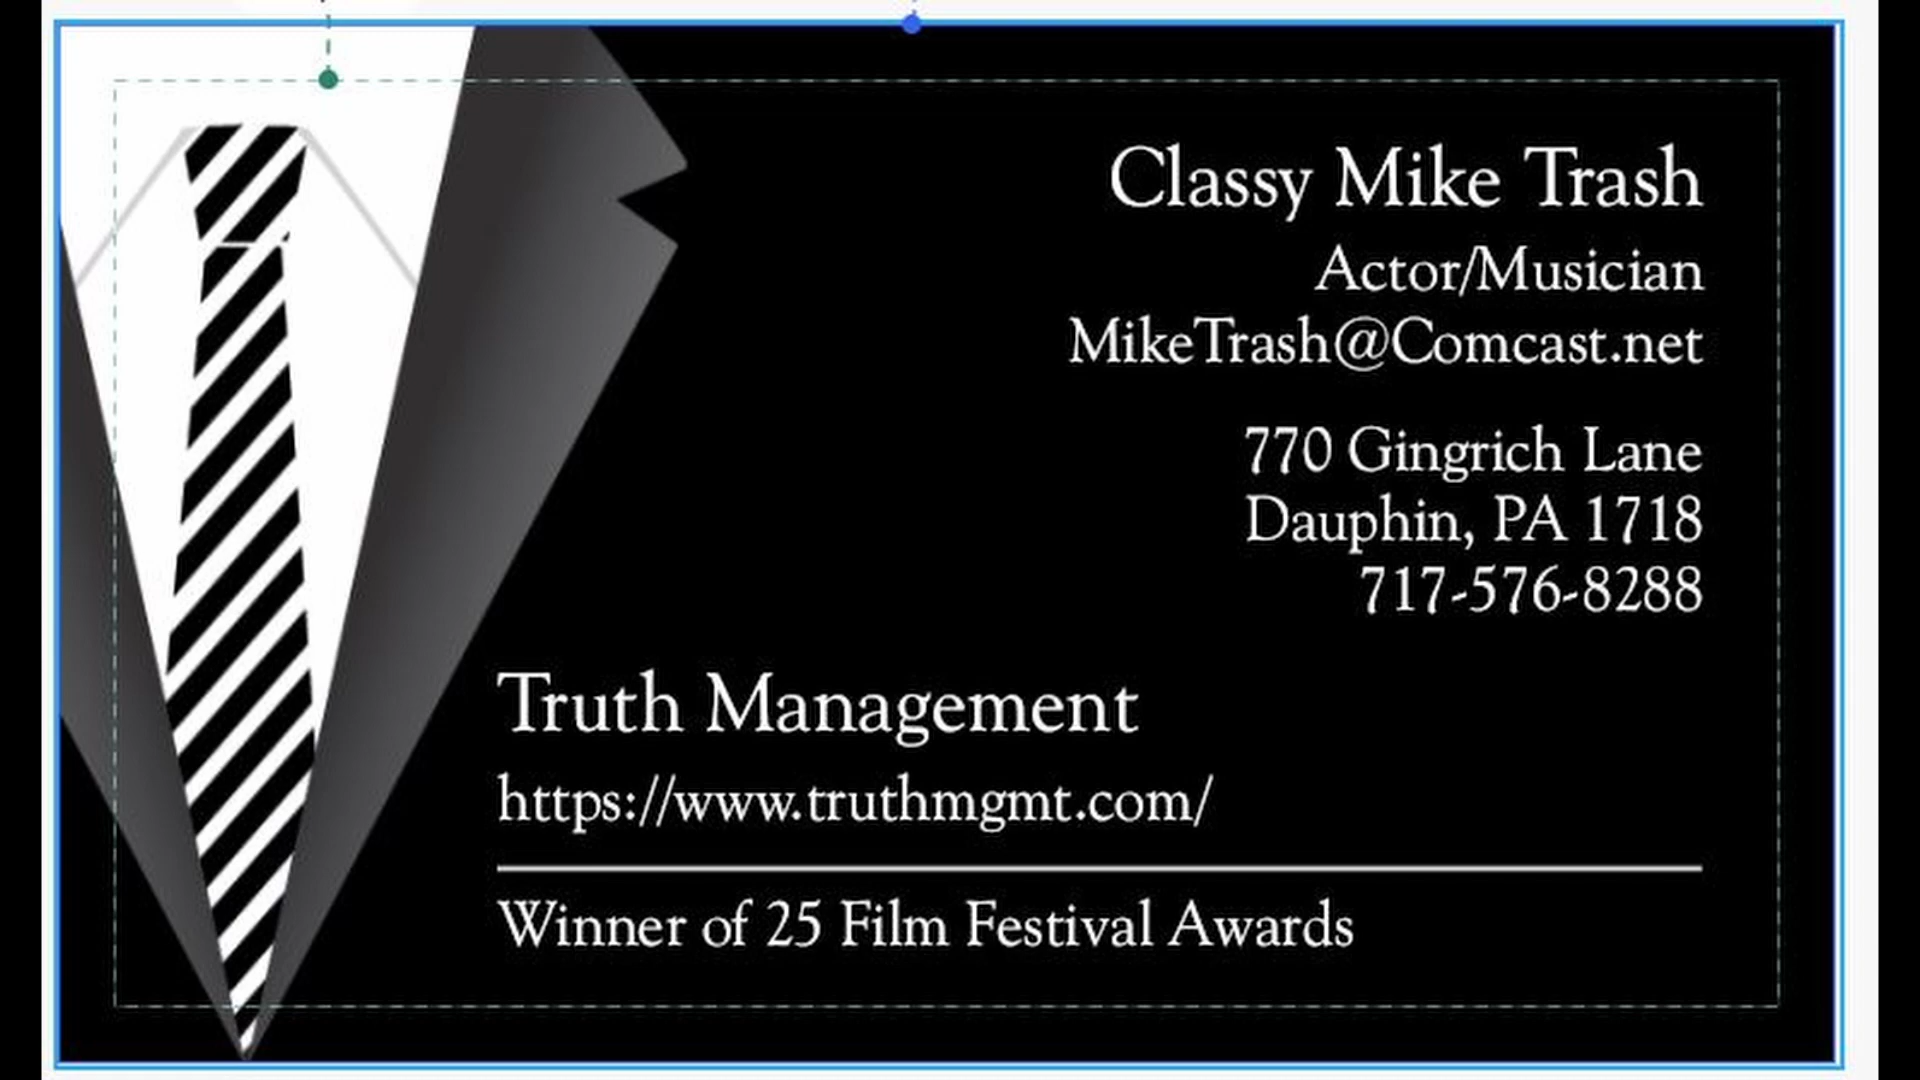 Classy Mike Trash
Actor/Musician
MikeTrash@Comcast.net
770 Gingrich Lane
Dauphin, PA 1718
717-576-8288
Truth Management
https://www.truthmgmt.com/
Winner of 25 Film Festival Awards